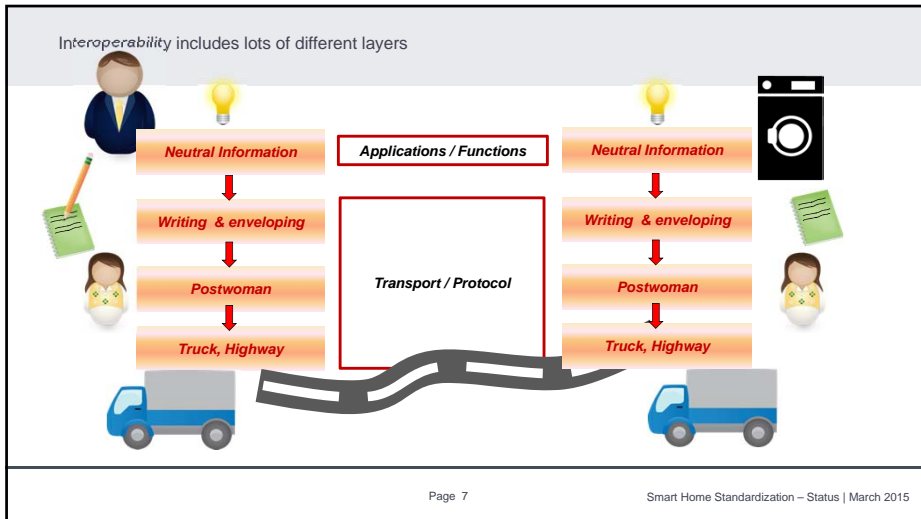 Interoperability includes lots of different layers
Neutral Information
Applications / Functions
Neutral Information
Writing & enveloping
Writing & enveloping
Transport / Protocol
Postwoman
Postwoman
Truck, Highway
Truck, Highway
Page 7
Smart Home Standardization – Status | March 2015